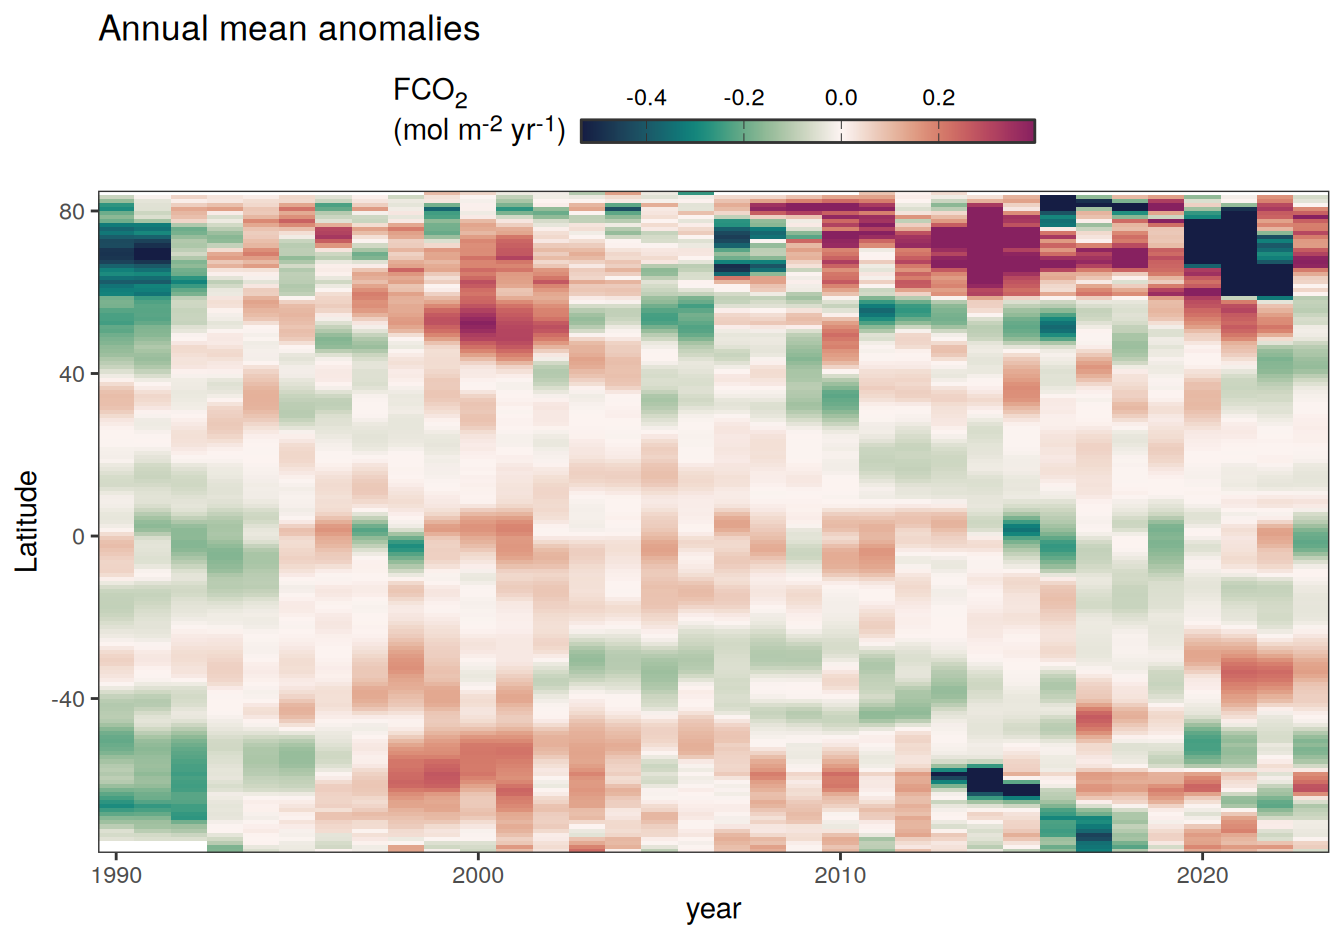 Annual mean anomalies
FCO₂
(mol m⁻² yr⁻¹)
-0.4 -0.2 0.0 0.2
80
40
0
-40
Latitude
1990 2000 2010 2020
year